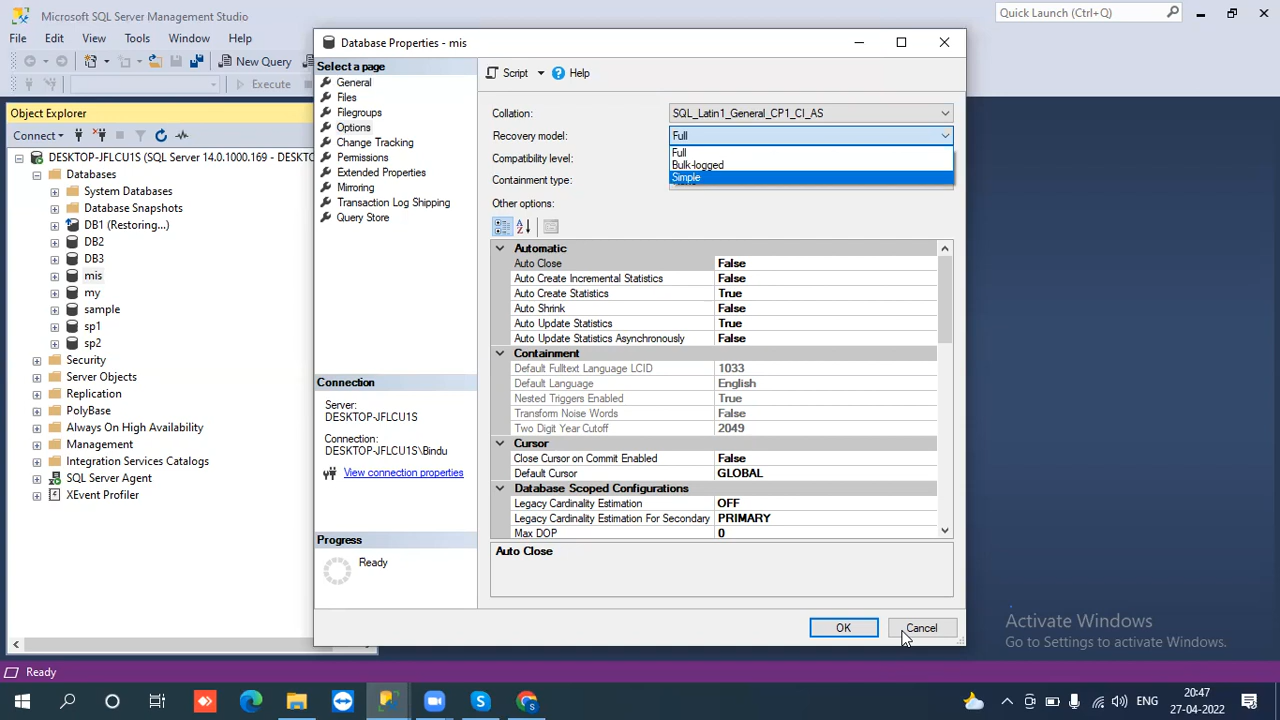 Microsoft SQL Server Management Studio
Quick Launch (Ctrl+Q)
File Edit View Tools Window Help
New Query
Execute
Object Explorer
Connect
DESKTOP-JFLCU1S (SQL Server 14.0.1000.169 - DESKTO
Databases
System Databases
Database Snapshots
DB1 (Restoring...)
DB2
DB3
mis
my
sample
sp1
sp2
Security
Server Objects
Replication
PolyBase
Always On High Availability
Management
Integration Services Catalogs
SQL Server Agent
XEvent Profiler
Database Properties - mis
Select a page
General
Files
Filegroups
Options
Change Tracking
Permissions
Extended Properties
Mirroring
Transaction Log Shipping
Query Store
Connection
Server:
DESKTOP-JFLCU1S
Connection:
DESKTOP-JFLCU1S\Bindu
View connection properties
Progress
Ready
Script Help
Collation: SQL_Latin1_General_CP1_CI_AS
Recovery model: Full
Full
Bulk-logged
Simple
Compatibility level:
Containment type:
Other options:
Automatic
Auto Close False
Auto Create Incremental Statistics False
Auto Create Statistics True
Auto Shrink False
Auto Update Statistics True
Auto Update Statistics Asynchronously False
Containment
Default Fulltext Language LCID 1033
Default Language English
Nested Triggers Enabled True
Transform Noise Words False
Two Digit Year Cutoff 2049
Cursor
Close Cursor on Commit Enabled False
Default Cursor GLOBAL
Database Scoped Configurations
Legacy Cardinality Estimation OFF
Legacy Cardinality Estimation For Secondary PRIMARY
Max DOP 0
Auto Close
OK Cancel
Activate Windows
Go to Settings to activate Windows.
Ready
ENG
20:47
27-04-2022